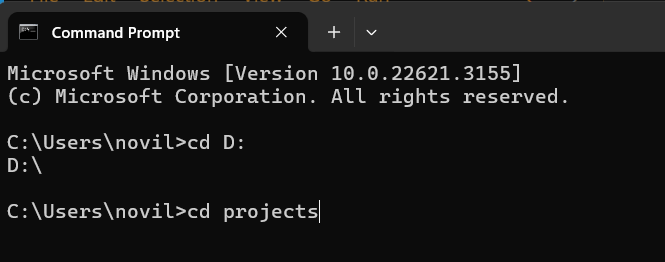 Command Prompt
Microsoft Windows [Version 10.0.22621.3155]
(c) Microsoft Corporation. All rights reserved.
C:\Users\novil>cd D:
D:\
C:\Users\novil>cd projects